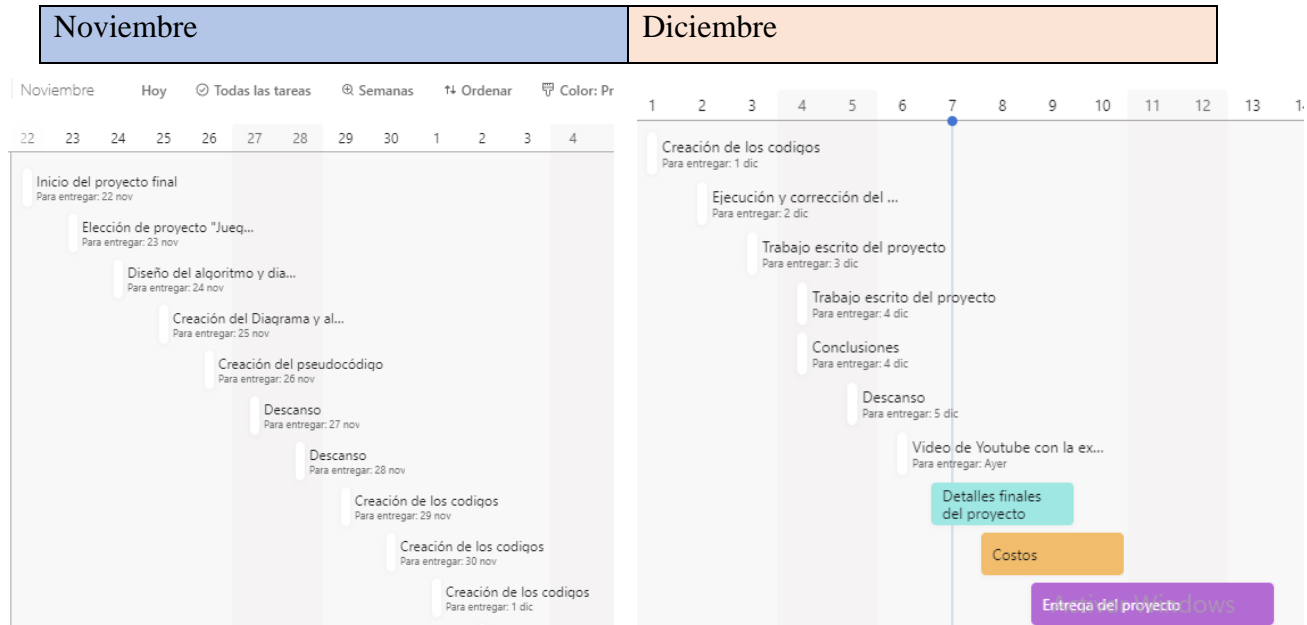 Noviembre
Diciembre
Noviembre
Hoy
Todas las tareas
Semanas
Ordenar
Color: Pr
22 23 24 25 26 27 28 29 30 1 2 3 4
Inicio del proyecto final
Para entregar: 22 nov
Elección de proyecto "Jueg...
Para entregar: 23 nov
Diseño del algoritmo y dia...
Para entregar: 24 nov
Creación del Diagrama y al...
Para entregar: 25 nov
Creación del pseudocódigo
Para entregar: 26 nov
Descanso
Para entregar: 27 nov
Descanso
Para entregar: 28 nov
Creación de los codigos
Para entregar: 29 nov
Creación de los codigos
Para entregar: 30 nov
Creación de los codigos
Para entregar: 1 dic
1 2 3 4 5 6 7 8 9 10 11 12 13
Creación de los codigos
Para entregar: 1 dic
Ejecución y corrección del ...
Para entregar: 2 dic
Trabajo escrito del proyecto
Para entregar: 3 dic
Trabajo escrito del proyecto
Para entregar: 4 dic
Conclusiones
Para entregar: 4 dic
Descanso
Para entregar: 5 dic
Video de Youtube con la ex...
Para entregar: Ayer
Detalles finales
del proyecto
Costos
Entrega del proyecto
Activar Windows